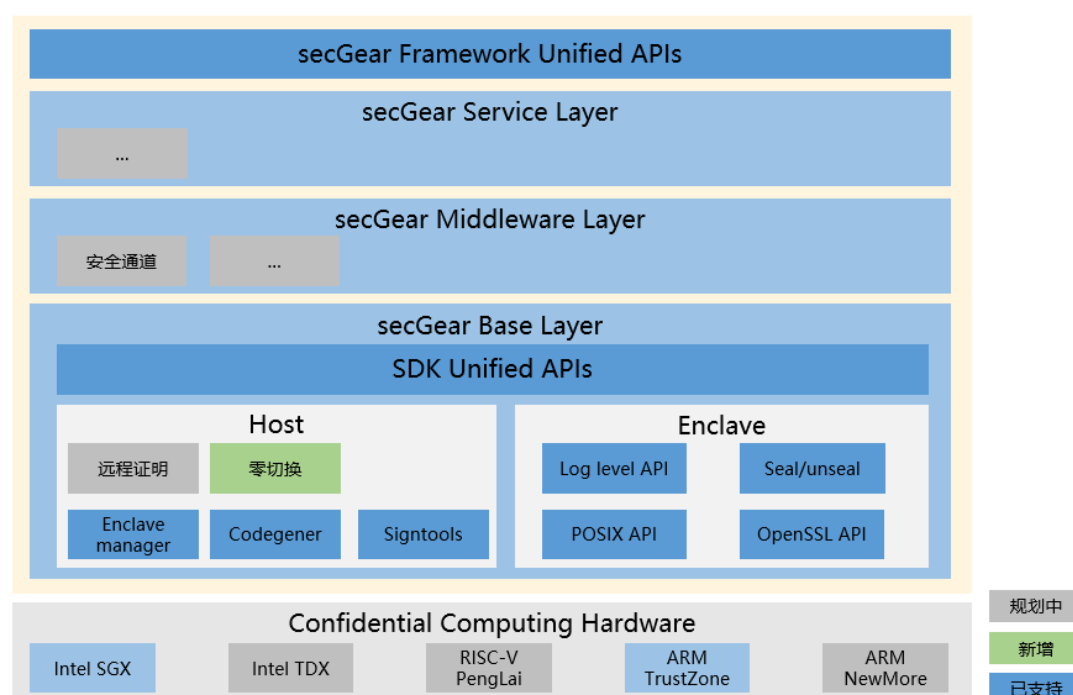 secGear Framework Unified APIs
secGear Service Layer
...
secGear Middleware Layer
安全通道
...
secGear Base Layer
SDK Unified APIs
Host
远程证明
零切换
Enclave
manager
Codegener
Signtools
Enclave
Log level API
Seal/unseal
POSIX API
OpenSSL API
Confidential Computing Hardware
Intel SGX
Intel TDX
RISC-V
PengLai
ARM
TrustZone
ARM
NewMore
规划中
新增
已支持